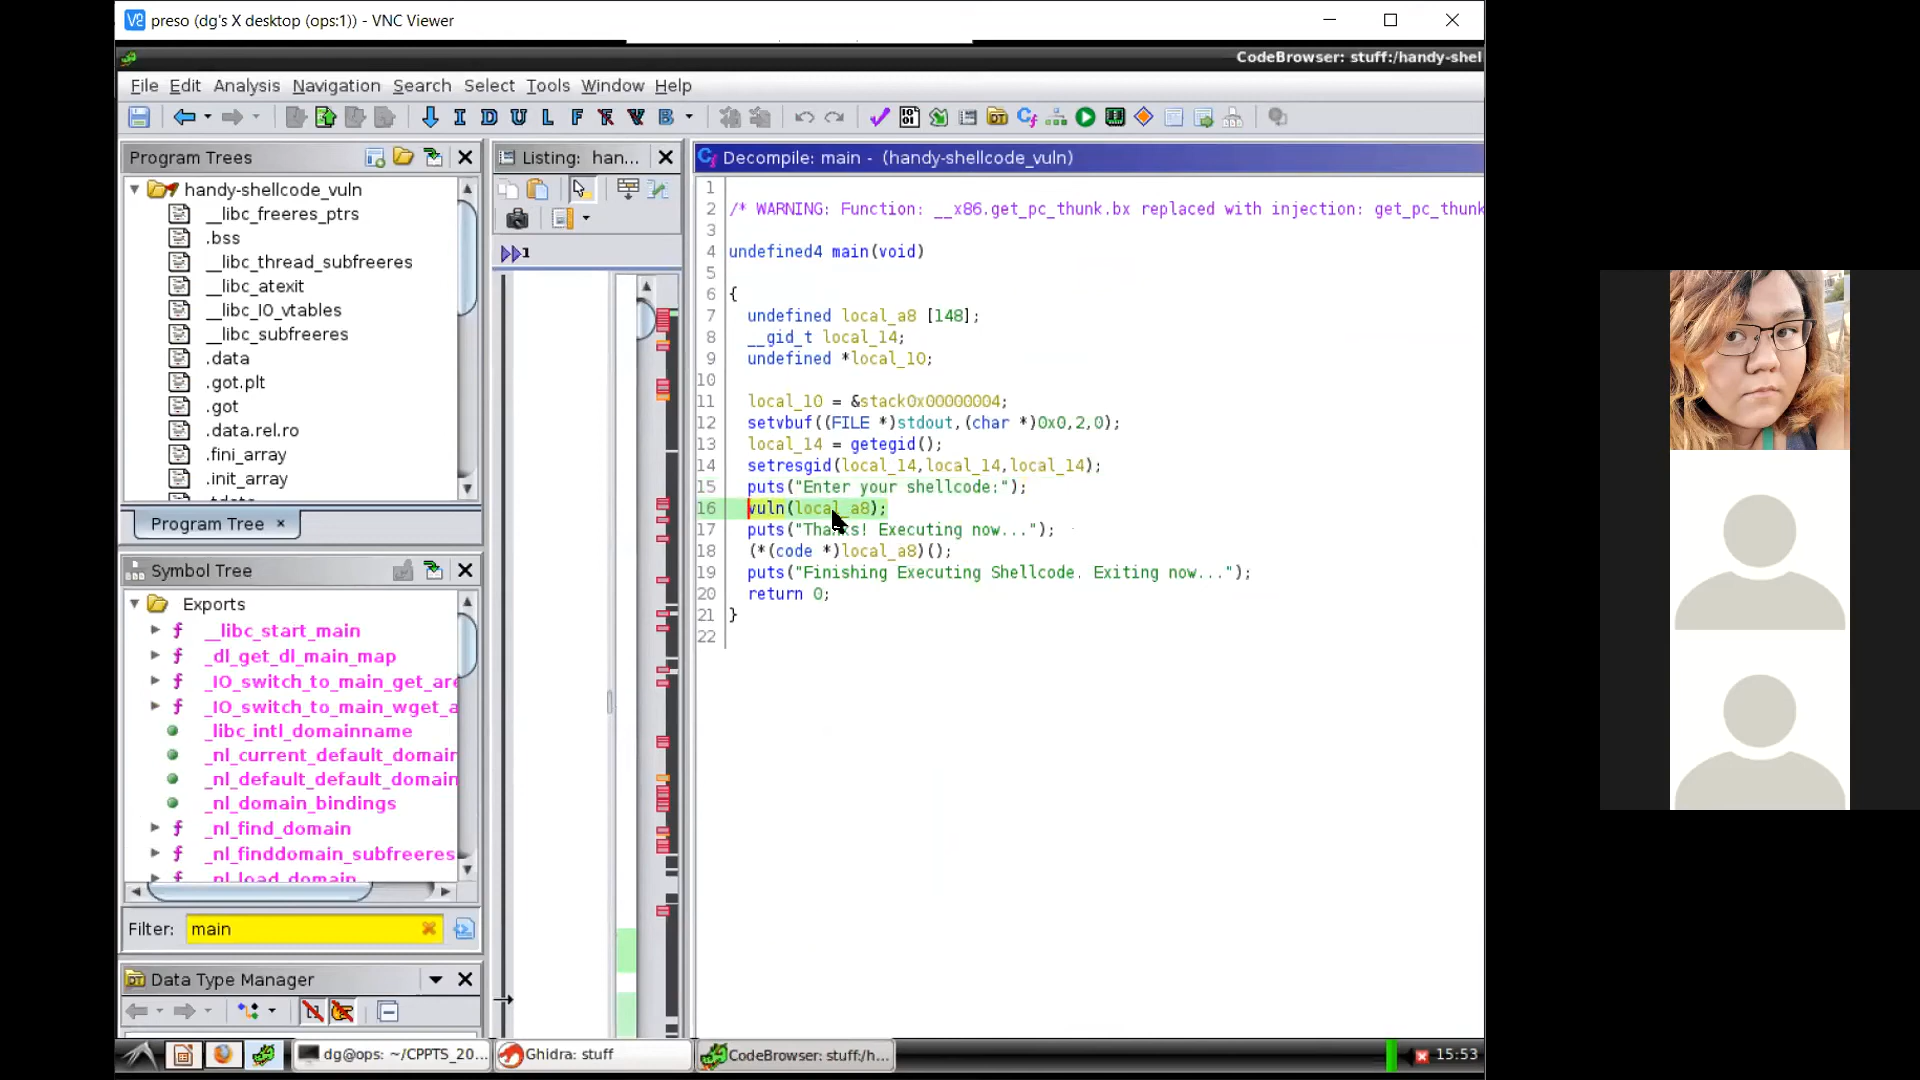 preso (dg's X desktop (ops:1)) - VNC Viewer
CodeBrowser: stuff:/handy-shel
File Edit Analysis Navigation Search Select Tools Window Help
I D U L F B
Program Trees
handy-shellcode_vuln
__libc_freeres_ptrs
.bss
__libc_thread_subfreeres
__libc_atexit
__libc_IO_vtables
__libc_subfreeres
.data
.got.plt
.got
.data.rel.ro
.fini_array
.init_array
Program Tree ×
Symbol Tree
Exports
__libc_start_main
_dl_get_dl_main_map
_IO_switch_to_main_get_are
_IO_switch_to_main_wget_a
_libc_intl_domainname
_nl_current_default_domain
_nl_default_default_domain
_nl_domain_bindings
_nl_find_domain
_nl_finddomain_subfreeres
_nl_load_domain
Filter: main
Data Type Manager
Listing: han...
1
Decompile: main - (handy-shellcode_vuln)
1
2 /* WARNING: Function: __x86.get_pc_thunk.bx replaced with injection: get_pc_thunk
3
4 undefined4 main(void)
5
6 {
7 undefined local_a8 [148];
8 __gid_t local_14;
9 undefined *local_10;
10
11 local_10 = &stack0x00000004;
12 setvbuf((FILE *)stdout,(char *)0x0,2,0);
13 local_14 = getegid();
14 setresgid(local_14,local_14,local_14);
15 puts("Enter your shellcode:");
16 vuln(local_a8);
17 puts("Thanks! Executing now...");
18 (*(code *)local_a8)();
19 puts("Finishing Executing Shellcode. Exiting now...");
20 return 0;
21 }
22
dg@ops: ~/CPPTS_20...
Ghidra: stuff
CodeBrowser: stuff:/h...
15:53